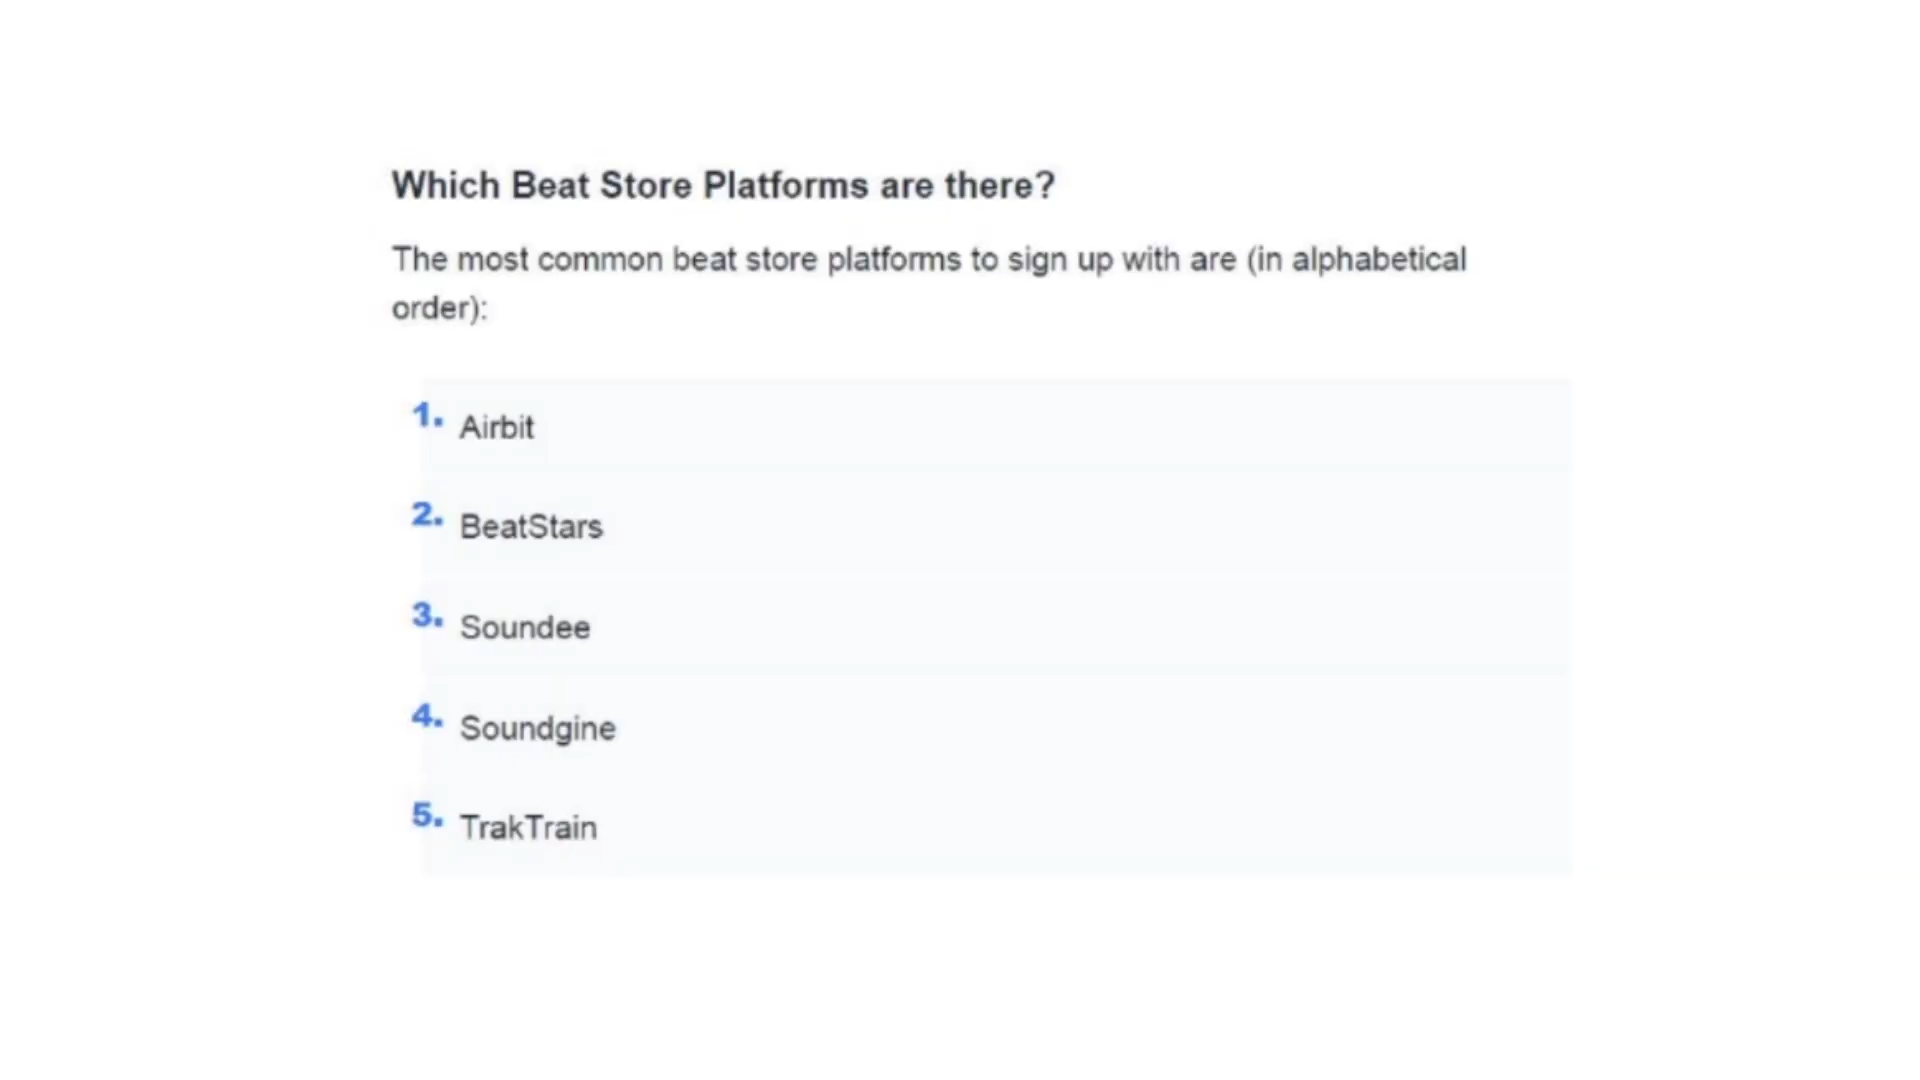 Which Beat Store Platforms are there?
The most common beat store platforms to sign up with are (in alphabetical
order):
1. Airbit
2. BeatStars
3. Soundee
4. Soundgine
5. TrakTrain